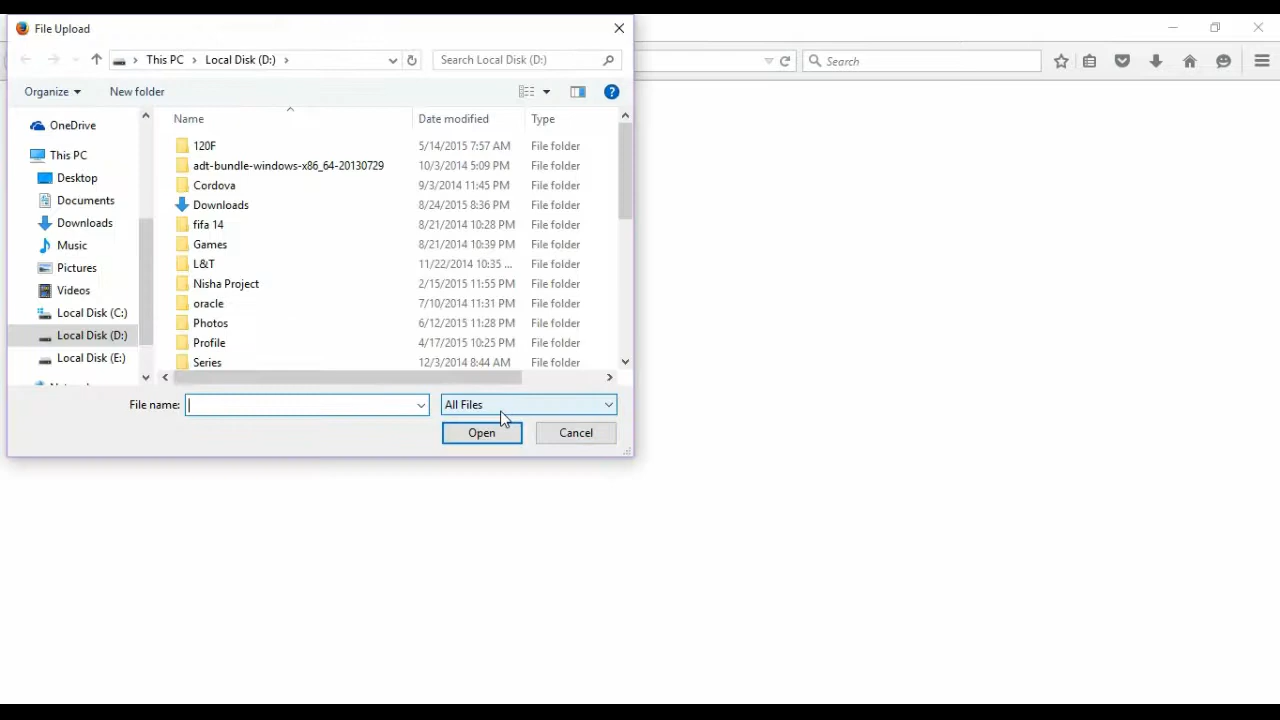 File Upload
This PC
Local Disk (D:)
Search Local Disk (D:)
Search
Organize
New folder
Name
Date modified
Type
OneDrive
This PC
Desktop
Documents
Downloads
Music
Pictures
Videos
Local Disk (C:)
Local Disk (D:)
Local Disk (E:)
120F 5/14/2015 7:57 AM File folder
adt-bundle-windows-x86_64-20130729 10/3/2014 5:09 PM File folder
Cordova 9/3/2014 11:45 PM File folder
Downloads 8/24/2015 8:36 PM File folder
fifa 14 8/21/2014 10:28 PM File folder
Games 8/21/2014 10:39 PM File folder
L&T 11/22/2014 10:35 ... File folder
Nisha Project 2/15/2015 11:55 PM File folder
oracle 7/10/2014 11:31 PM File folder
Photos 6/12/2015 11:28 PM File folder
Profile 4/17/2015 10:25 PM File folder
Series 12/3/2014 8:44 AM File folder
File name:
All Files
Open
Cancel